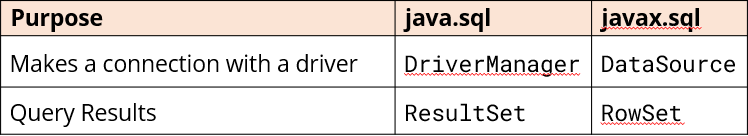 Purpose java.sql javax.sql
Makes a connection with a driver DriverManager DataSource
Query Results ResultSet RowSet